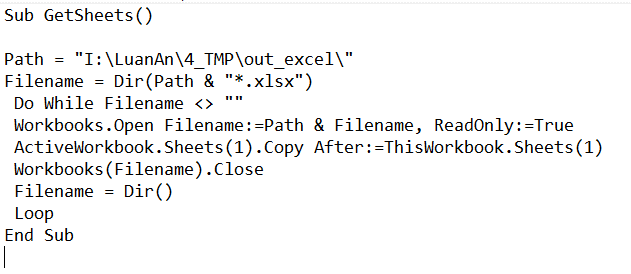 Sub GetSheets()
Path = "I:\LuanAn\4_TMP\out_excel\"
Filename = Dir(Path & "*.xlsx")
Do While Filename <> ""
Workbooks.Open Filename:=Path & Filename, ReadOnly:=True
ActiveWorkbook.Sheets(1).Copy After:=ThisWorkbook.Sheets(1)
Workbooks(Filename).Close
Filename = Dir()
Loop
End Sub